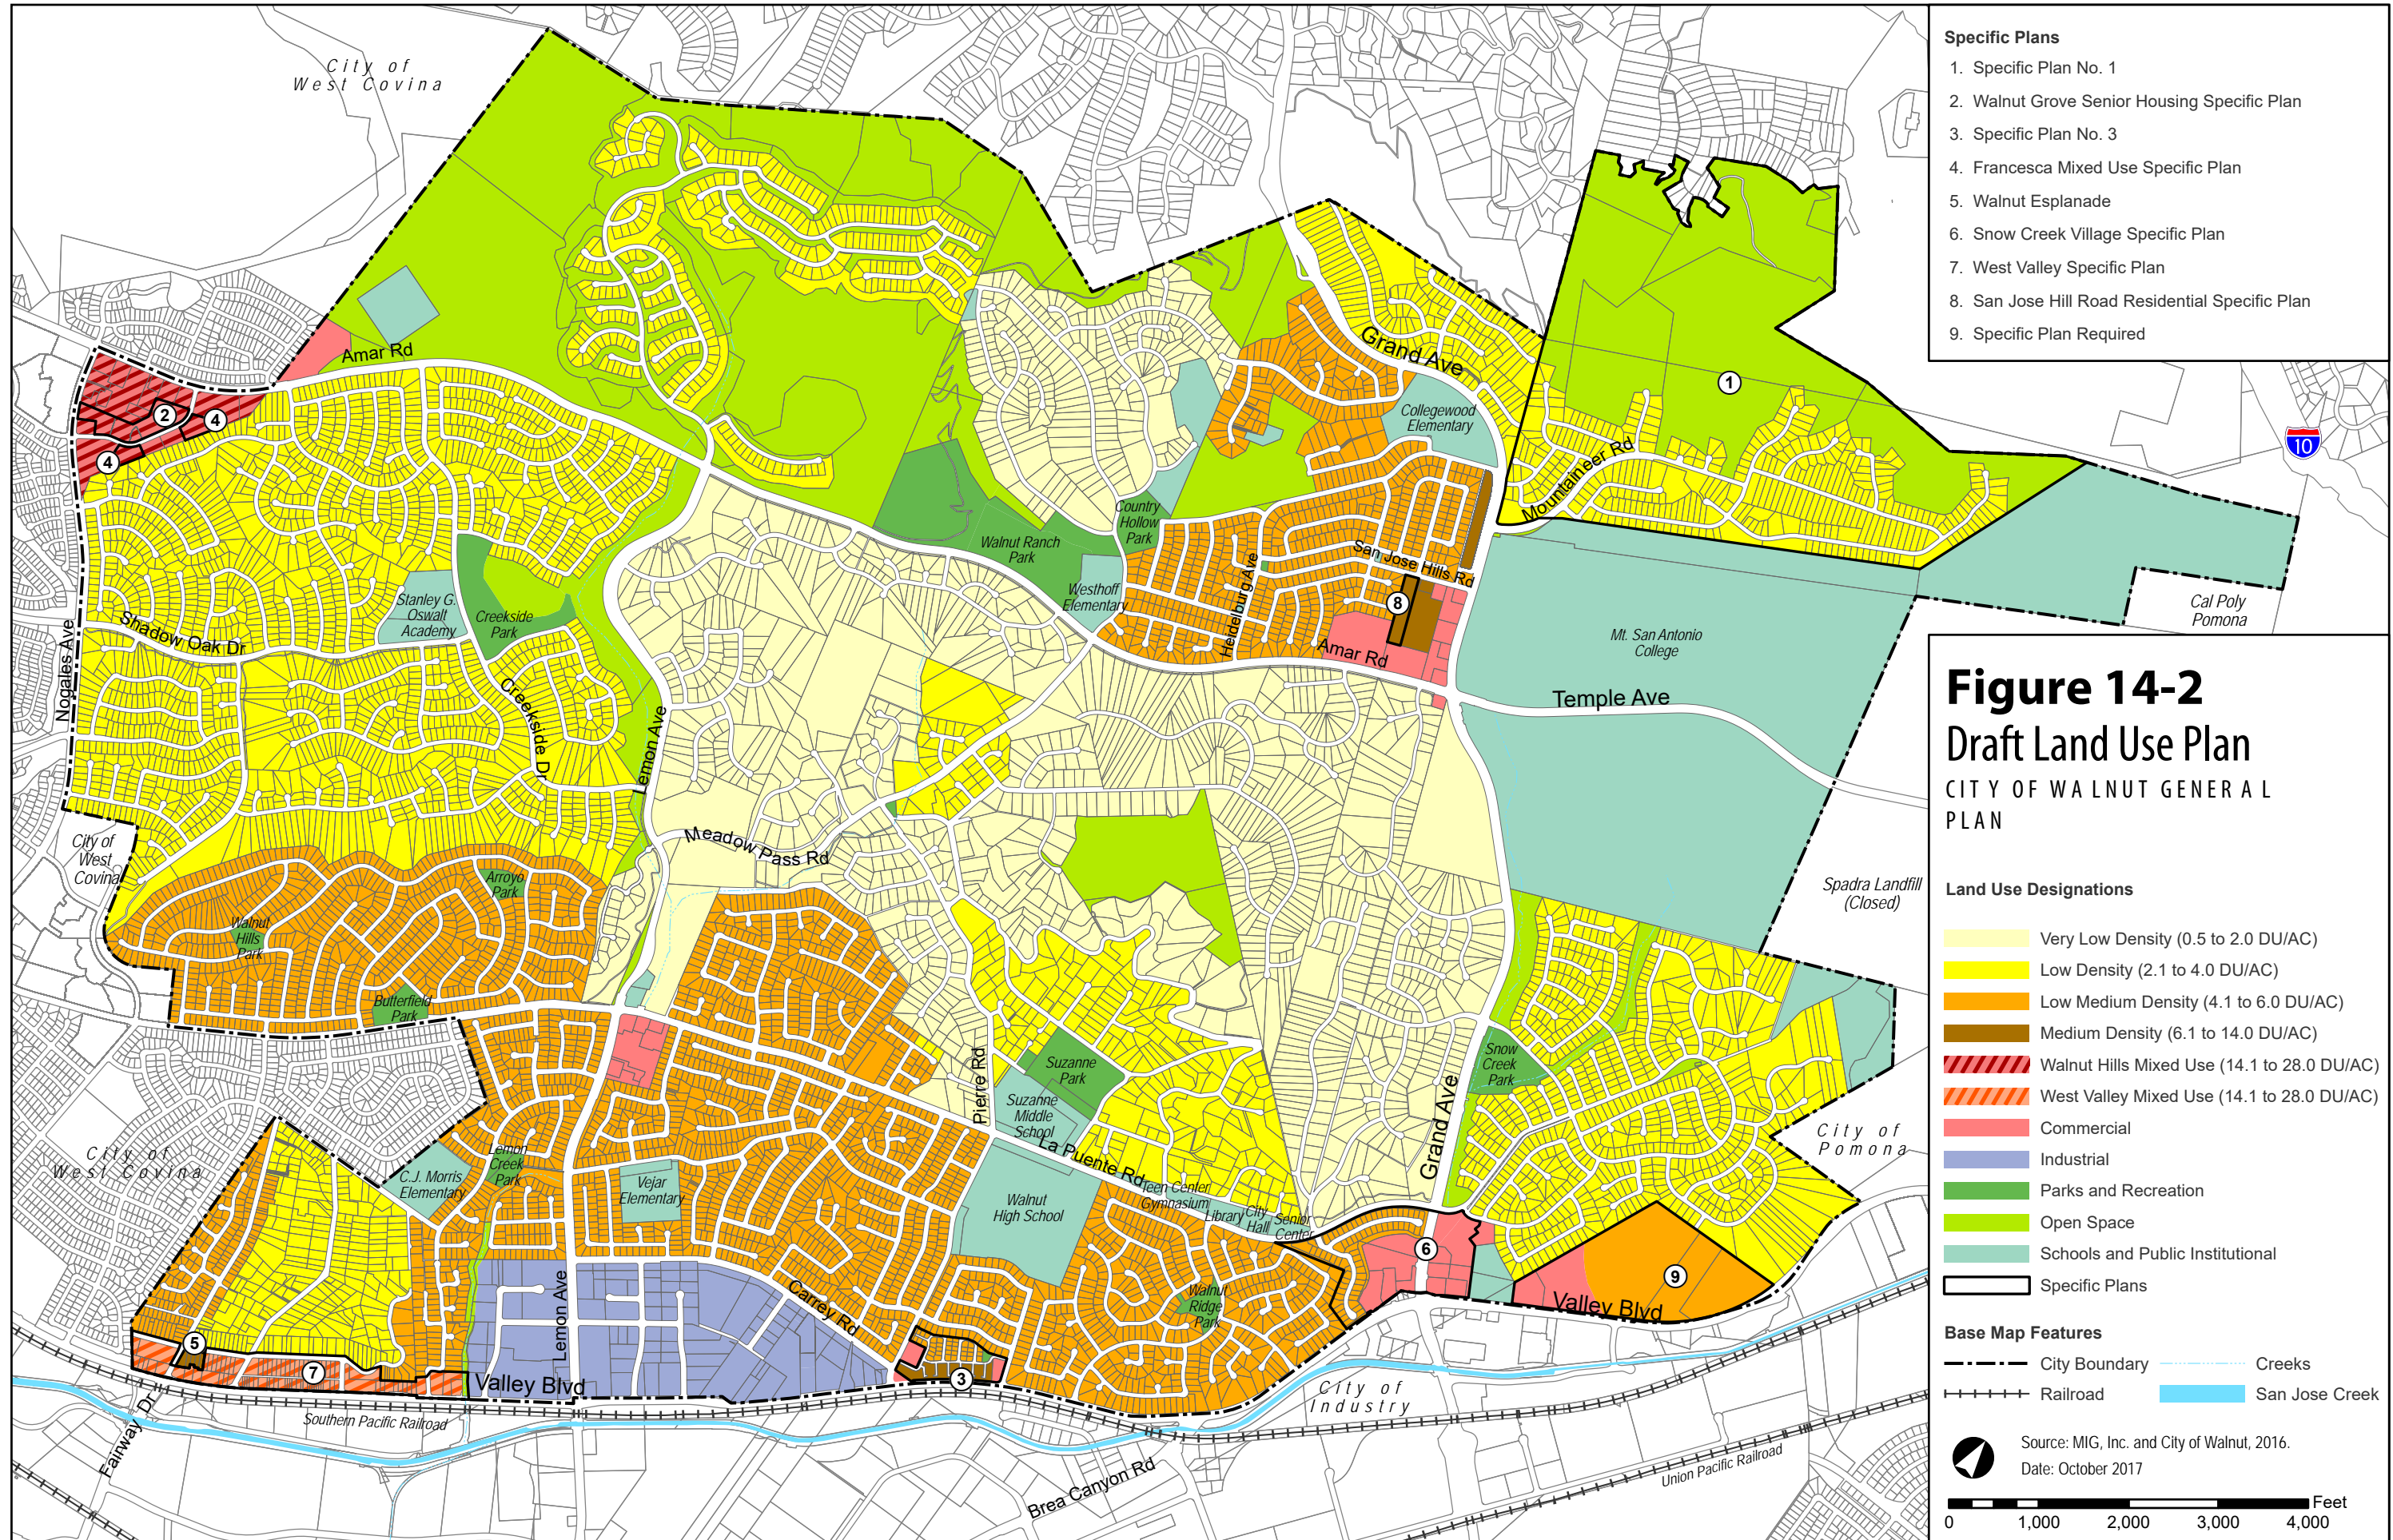 City of
West Covina
Amar Rd
2
4
4
Grand Ave
Collegewood
Elementary
1
Mountaineer Rd
10
Country
Hollow
Park
Walnut Ranch
Park
Westhoff
Elementary
San Jose Hills Rd
Heidelburg Ave
8
Amar Rd
Stanley G.
Oswalt
Academy
Creekside
Park
Shadow Oak Dr
Nogales Ave
Creekside Dr
Lemon Ave
Mt. San Antonio
College
Temple Ave
Cal Poly
Pomona
Meadow Pass Rd
City of
West
Covina
Arroyo
Park
Walnut
Hills
Park
Butterfield
Park
Spadra Landfill
(Closed)
Snow
Creek
Park
Suzanne
Park
Suzanne
Middle
School
Pierre Rd
La Puente Rd
Grand Ave
City of
Pomona
City of
West Covina
C.J. Morris
Elementary
Lemon
Creek
Park
Vejar
Elementary
Walnut
High School
Teen Center
Gymnasium
Library
City
Hall
Senior
Center
6
9
Walnut
Ridge
Park
Valley Blvd
Carrey Rd
Lemon Ave
5
7
3
Valley Blvd
Southern Pacific Railroad
Fairway Dr
City of
Industry
Brea Canyon Rd
Union Pacific Railroad
Specific Plans
1. Specific Plan No. 1
2. Walnut Grove Senior Housing Specific Plan
3. Specific Plan No. 3
4. Francesca Mixed Use Specific Plan
5. Walnut Esplanade
6. Snow Creek Village Specific Plan
7. West Valley Specific Plan
8. San Jose Hill Road Residential Specific Plan
9. Specific Plan Required
Figure 14-2
Draft Land Use Plan
CITY OF WALNUT GENERAL
PLAN
Land Use Designations
Very Low Density (0.5 to 2.0 DU/AC)
Low Density (2.1 to 4.0 DU/AC)
Low Medium Density (4.1 to 6.0 DU/AC)
Medium Density (6.1 to 14.0 DU/AC)
Walnut Hills Mixed Use (14.1 to 28.0 DU/AC)
West Valley Mixed Use (14.1 to 28.0 DU/AC)
Commercial
Industrial
Parks and Recreation
Open Space
Schools and Public Institutional
Specific Plans
Base Map Features
City Boundary Creeks
Railroad San Jose Creek
Source: MIG, Inc. and City of Walnut, 2016.
Date: October 2017
Feet
0 1,000 2,000 3,000 4,000